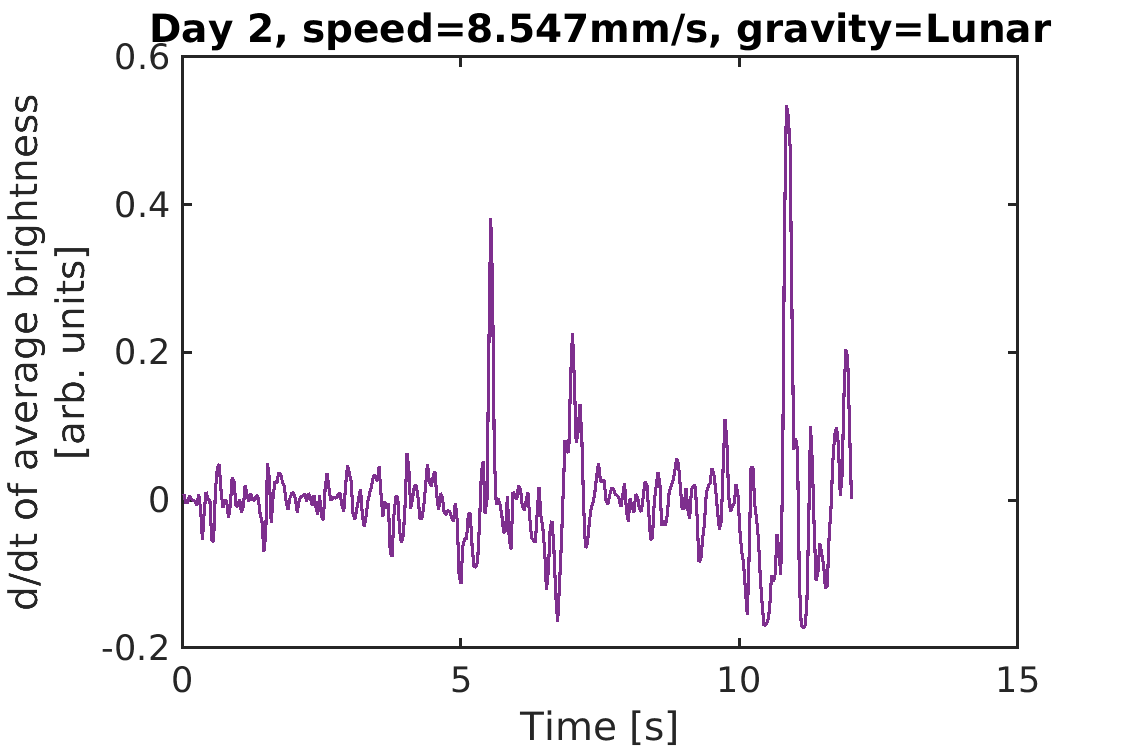 Day 2, speed=8.547mm/s, gravity=Lunar
d/dt of average brightness
[arb. units]
0.6
0.4
0.2
0
-0.2
0
5
10
15
Time [s]